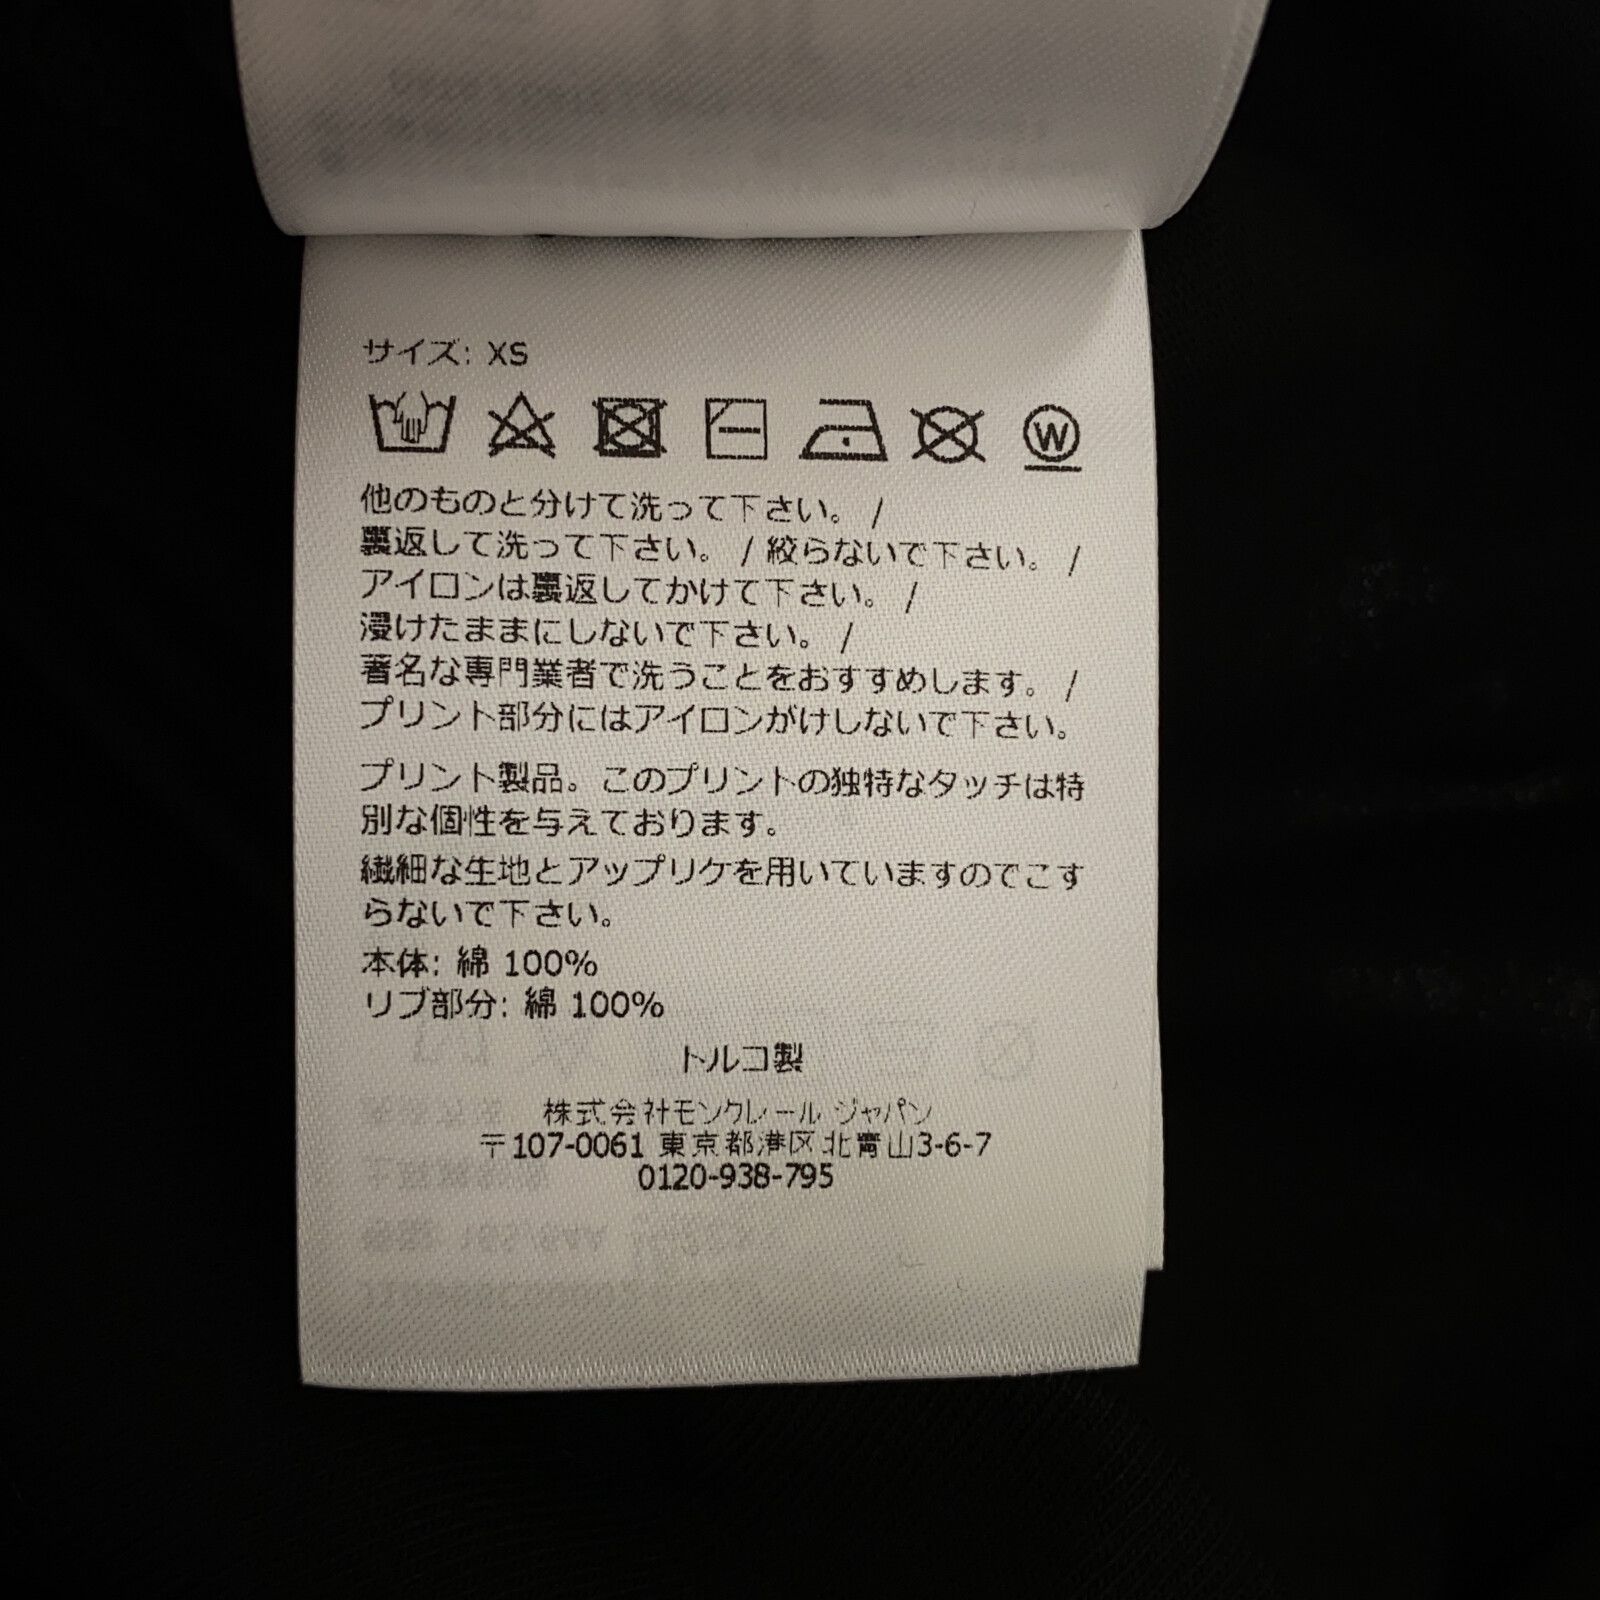 サイズ: XS
W
他のものと分けて洗って下さい。 /
裏返して洗って下さい。 / 絞らないで下さい。 /
アイロンは裏返してかけて下さい。 /
浸けたままにしないで下さい。 /
著名な専門業者で洗うことをおすすめします。 /
プリント部分にはアイロンがけしないで下さい。
プリント製品。このプリントの独特なタッチは特
別な個性を与えております。
繊細な生地とアップリケを用いていますのでこす
らないで下さい。
本体: 綿 100%
リブ部分: 綿 100%
トルコ製
株式会社モンクレール ジャパン
〒107-0061 東京都港区北青山3-6-7
0120-938-795